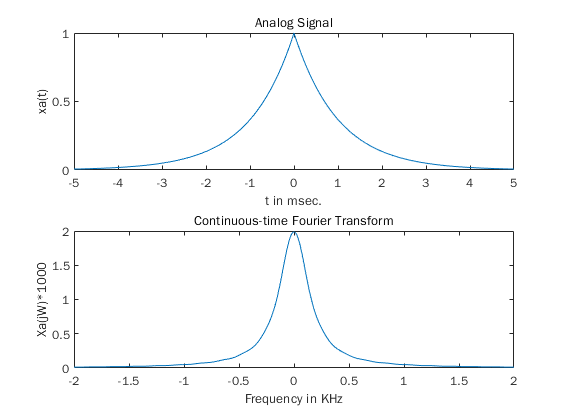 Analog Signal
1
0.5
0
xa(t)
-5 -4 -3 -2 -1 0 1 2 3 4 5
t in msec.
Continuous-time Fourier Transform
2
1.5
1
0.5
0
Xa(jW)*1000
-2 -1.5 -1 -0.5 0 0.5 1 1.5 2
Frequency in KHz